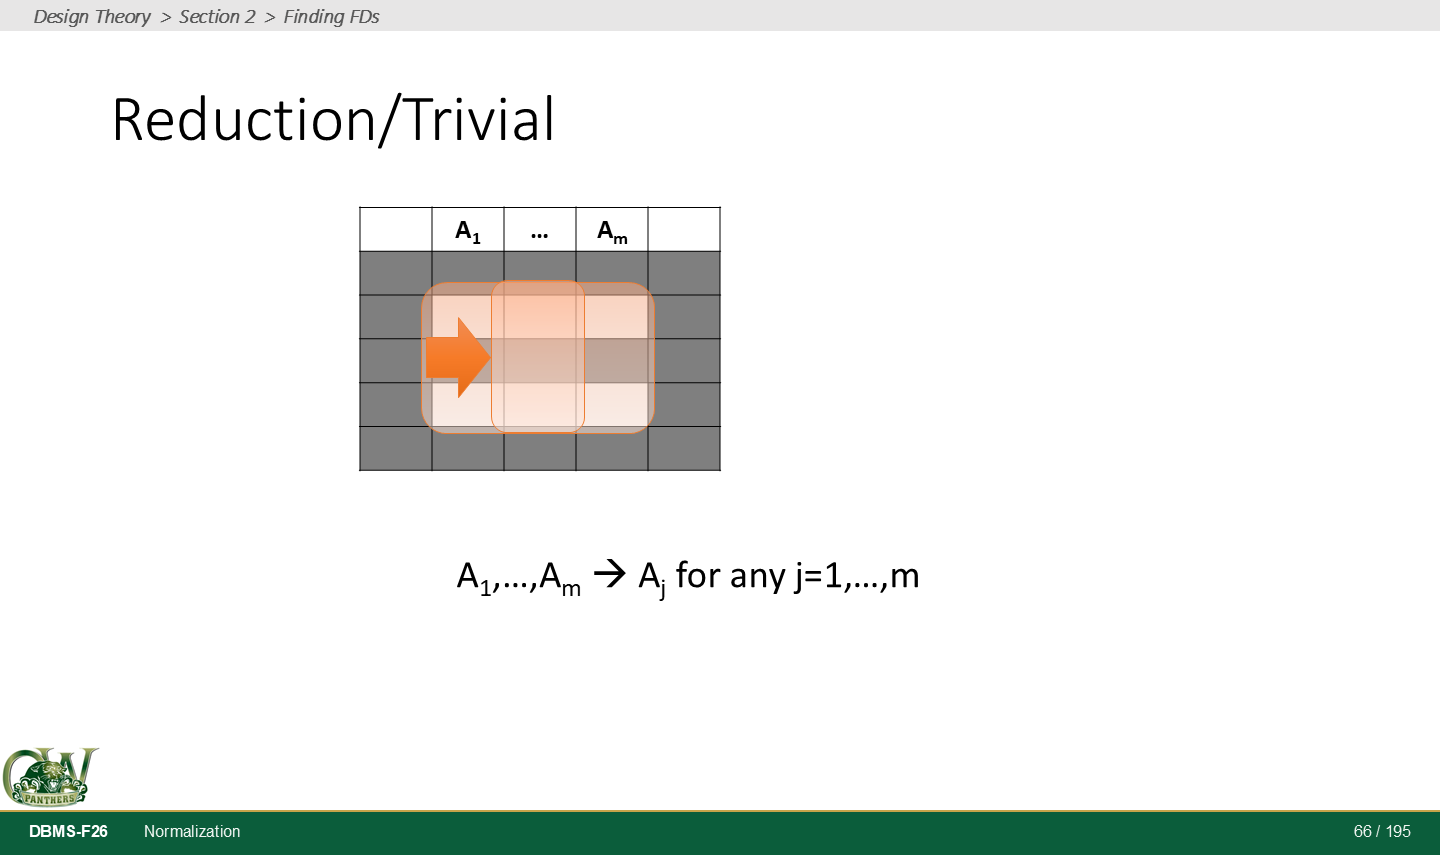 Design Theory > Section 2 > Finding FDs
Reduction/Trivial
A1 … Am
A1,…,Am → Aj for any j=1,…,m
OW
PANTHERS
DBMS-F26 Normalization 66 / 195